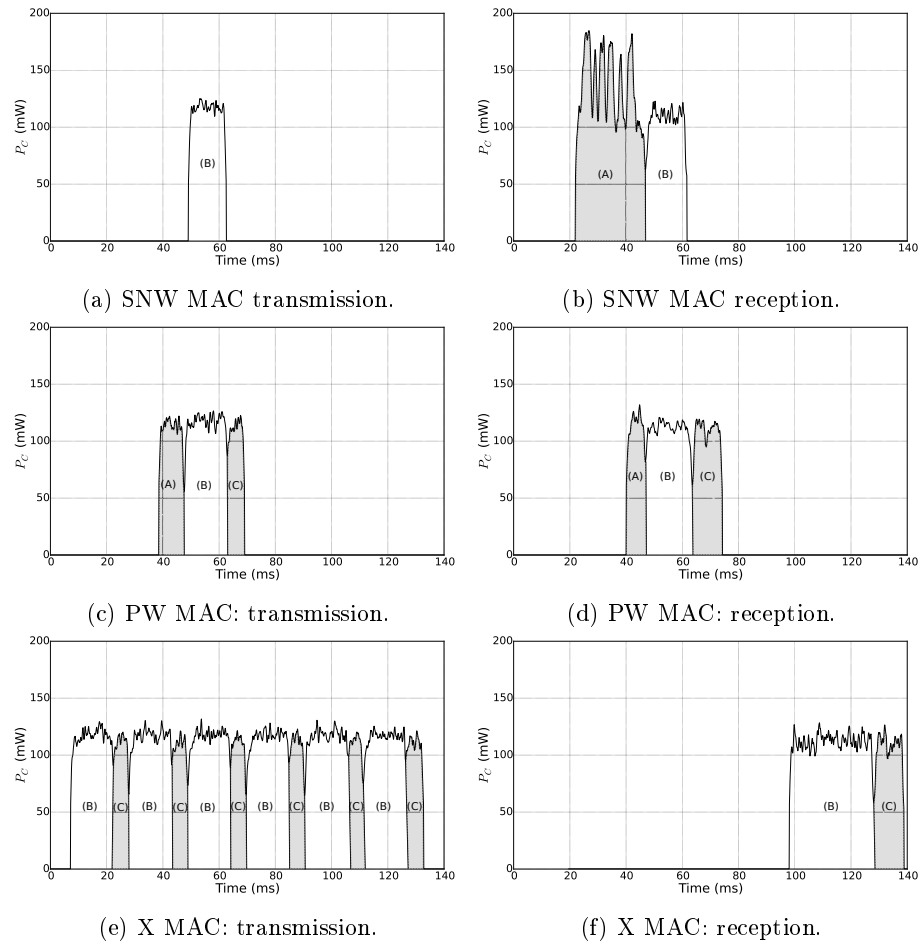 200
150
100
50
0
P_C (mW)
(B)
0 20 40 60 80 100 120 140
Time (ms)
(a) SNW MAC transmission.
200
150
100
50
0
P_C (mW)
(A) (B)
0 20 40 60 80 100 120 140
Time (ms)
(b) SNW MAC reception.
200
150
100
50
0
P_C (mW)
(A) (B) (C)
0 20 40 60 80 100 120 140
Time (ms)
(c) PW MAC: transmission.
200
150
100
50
0
P_C (mW)
(A) (B) (C)
0 20 40 60 80 100 120 140
Time (ms)
(d) PW MAC: reception.
200
150
100
50
0
P_C (mW)
(B) (C) (B) (C) (B) (C) (B) (C) (B) (C) (B) (C)
0 20 40 60 80 100 120 140
Time (ms)
(e) X MAC: transmission.
200
150
100
50
0
P_C (mW)
(B) (C)
0 20 40 60 80 100 120 140
Time (ms)
(f) X MAC: reception.